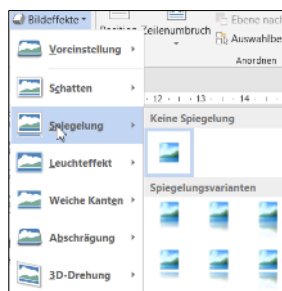 Bildeffekte
Position Zeilenumbruch
Ebene nach
Auswahlbe
Anordnen
Voreinstellung
Schatten
Spiegelung
Leuchteffekt
Weiche Kanten
Abschrägung
3D-Drehung
12 · 13 · 14
Keine Spiegelung
Spiegelungsvarianten